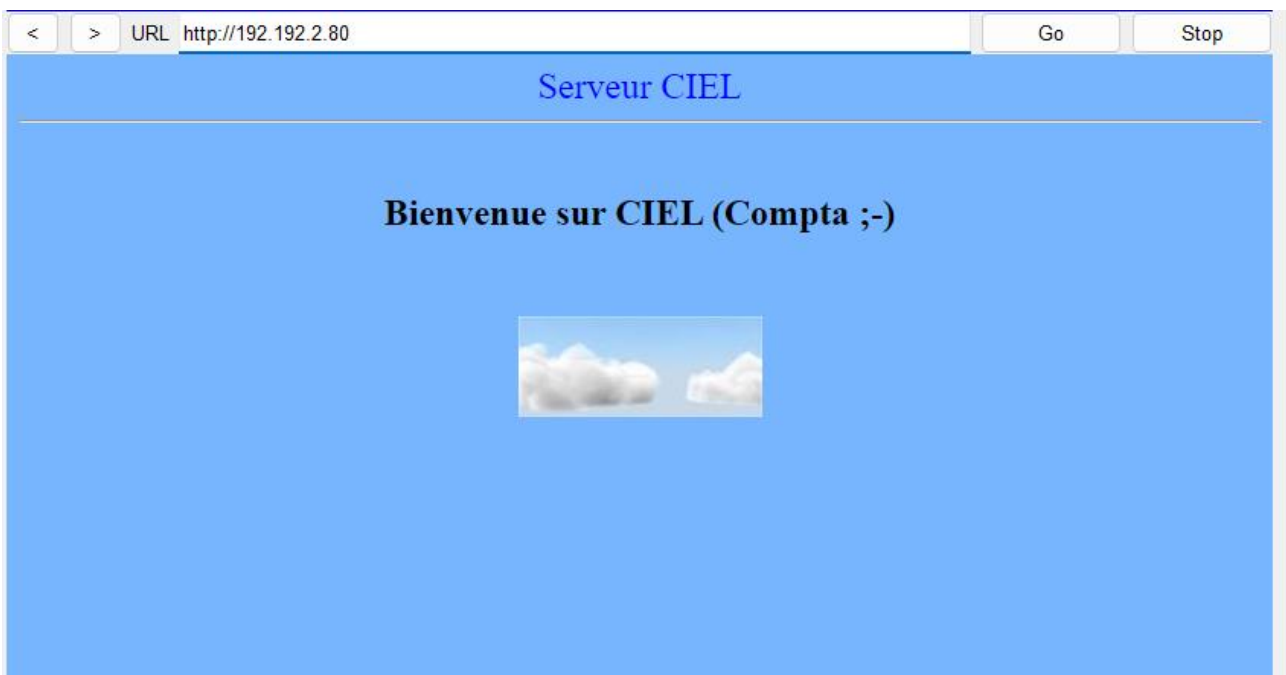 < > URL http://192.192.2.80 Go Stop
Serveur CIEL
Bienvenue sur CIEL (Compta ;-)